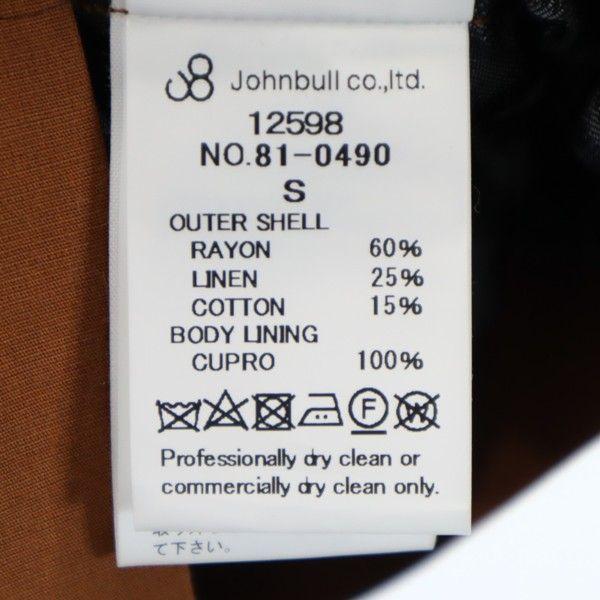 Johnbull co.,ltd.
12598
NO.81-0490
S
OUTER SHELL
RAYON 60%
LINEN 25%
COTTON 15%
BODY LINING
CUPRO 100%
F
W
Professionally dry clean or
commercially dry clean only.
て下さい。